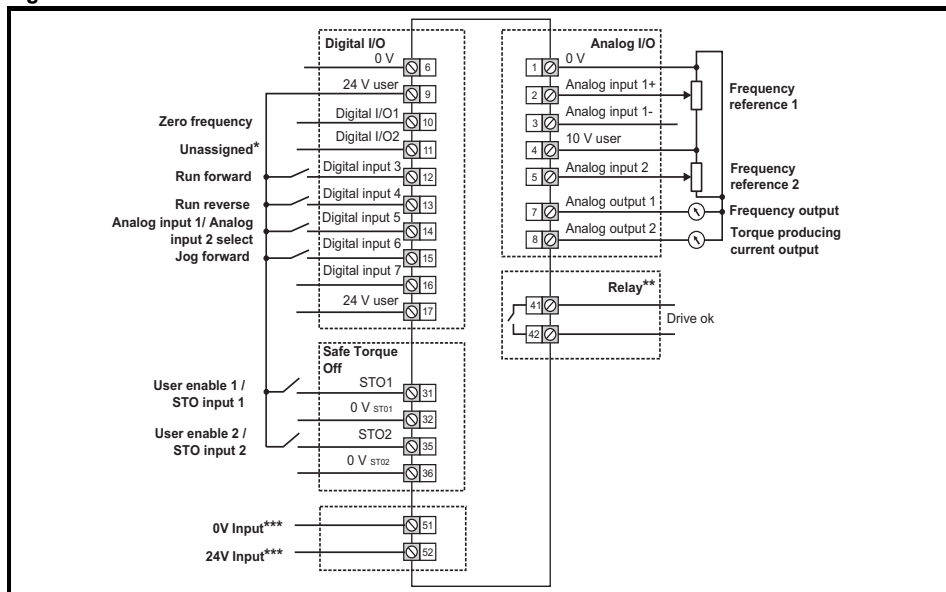 Digital I/O
0 V
6
24 V user
9
Zero frequency
Digital I/O1
10
Unassigned*
Digital I/O2
11
Run forward
Digital input 3
12
Run reverse
Digital input 4
13
Analog input 1/ Analog
input 2 select
Digital input 5
14
Jog forward
Digital input 6
15
Digital input 7
16
24 V user
17
Safe Torque
Off
User enable 1 /
STO input 1
STO1
31
0 V ST01
32
User enable 2 /
STO input 2
STO2
35
0 V ST02
36
0V Input***
51
24V Input***
52
Analog I/O
1
0 V
2
Analog input 1+
Frequency
reference 1
3
Analog input 1-
4
10 V user
5
Analog input 2
Frequency
reference 2
7
Analog output 1
Frequency output
8
Analog output 2
Torque producing
current output
Relay**
41
Drive ok
42